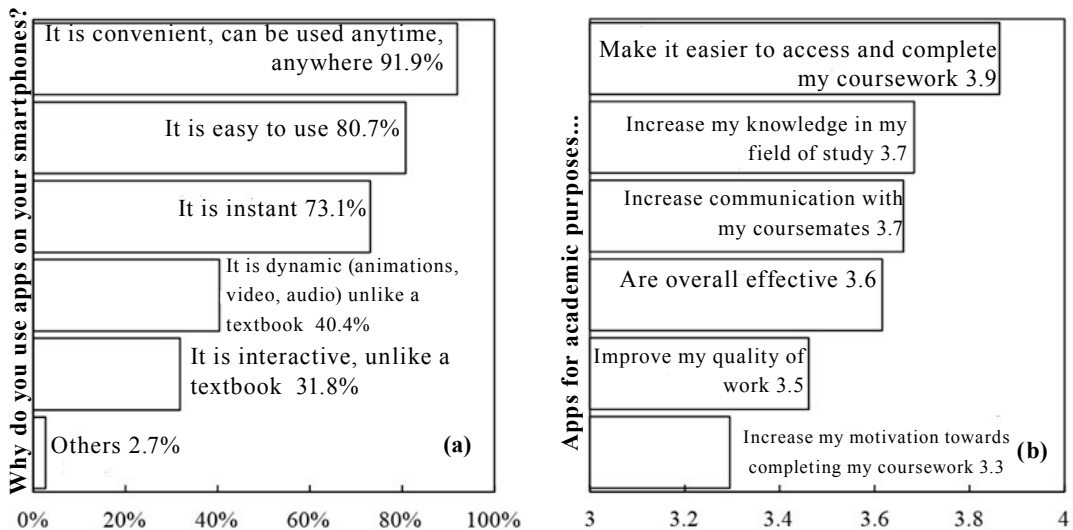 Why do you use apps on your smartphones?
It is convenient, can be used anytime,
anywhere 91.9%
It is easy to use 80.7%
It is instant 73.1%
It is dynamic (animations,
video, audio) unlike a
textbook 40.4%
It is interactive, unlike a
textbook 31.8%
Others 2.7%
(a)
0% 20% 40% 60% 80% 100%
Apps for academic purposes...
Make it easier to access and complete
my coursework 3.9
Increase my knowledge in my
field of study 3.7
Increase communication with
my coursemates 3.7
Are overall effective 3.6
Improve my quality of
work 3.5
Increase my motivation towards
completing my coursework 3.3
(b)
3 3.2 3.4 3.6 3.8 4